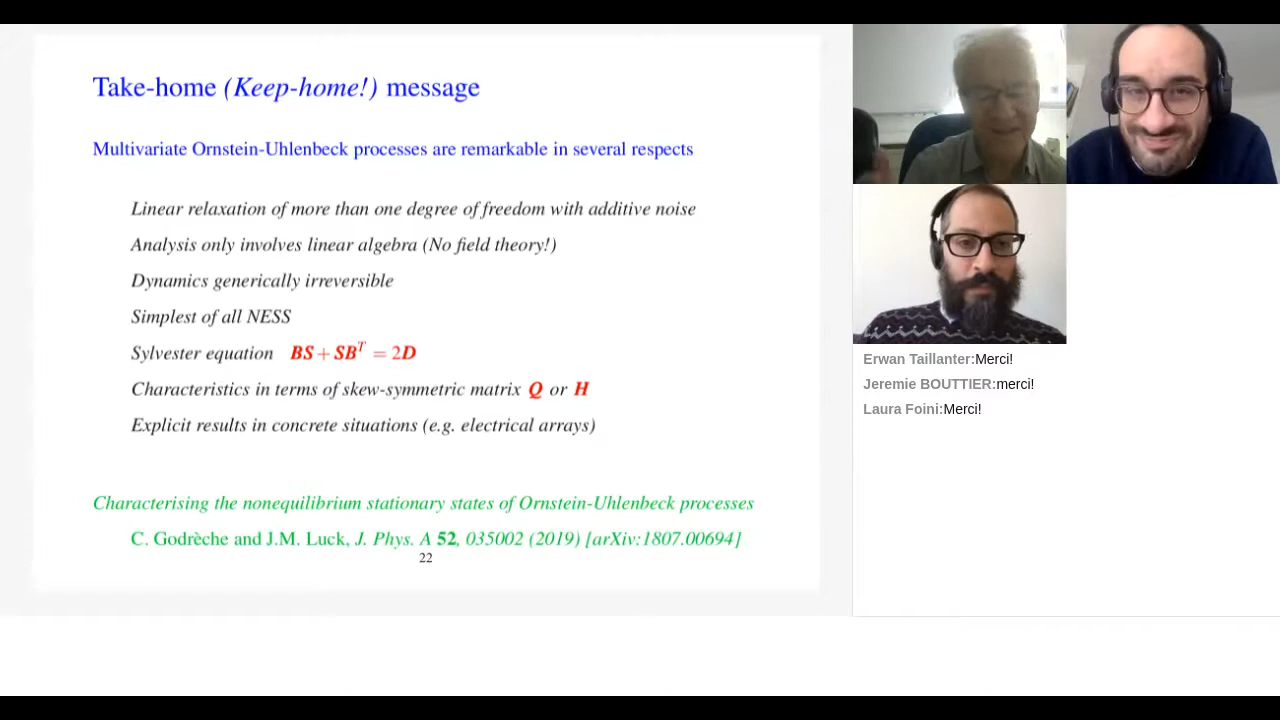 Take-home (Keep-home!) message
Multivariate Ornstein-Uhlenbeck processes are remarkable in several respects
Linear relaxation of more than one degree of freedom with additive noise
Analysis only involves linear algebra (No field theory!)
Dynamics generically irreversible
Simplest of all NESS
Sylvester equation BS + SB^T = 2D
Characteristics in terms of skew-symmetric matrix Q or H
Explicit results in concrete situations (e.g. electrical arrays)
Characterising the nonequilibrium stationary states of Ornstein-Uhlenbeck processes
C. Godrèche and J.M. Luck, J. Phys. A 52, 035002 (2019) [arXiv:1807.00694]
22
Erwan Taillanter:Merci!
Jeremie BOUTTIER:merci!
Laura Foini:Merci!